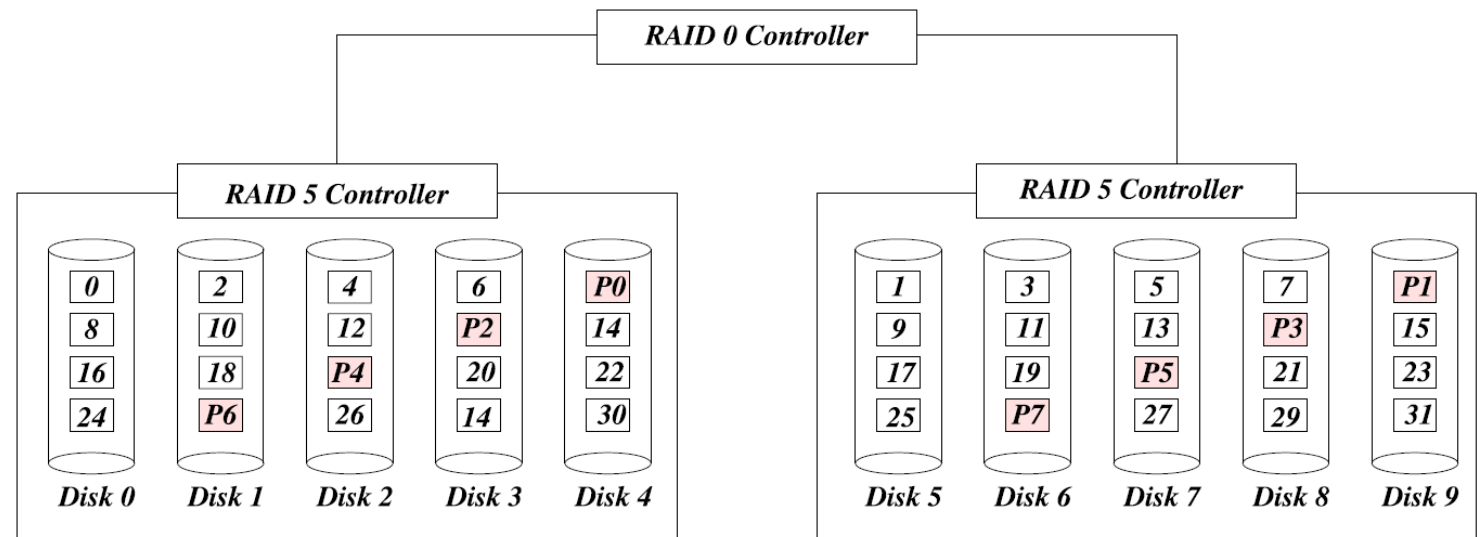 RAID 0 Controller
RAID 5 Controller RAID 5 Controller
0 2 4 6 P0 1 3 5 7 P1
8 10 12 P2 14 9 11 13 P3 15
16 18 P4 20 22 17 19 P5 21 23
24 P6 26 14 30 25 P7 27 29 31
Disk 0 Disk 1 Disk 2 Disk 3 Disk 4 Disk 5 Disk 6 Disk 7 Disk 8 Disk 9